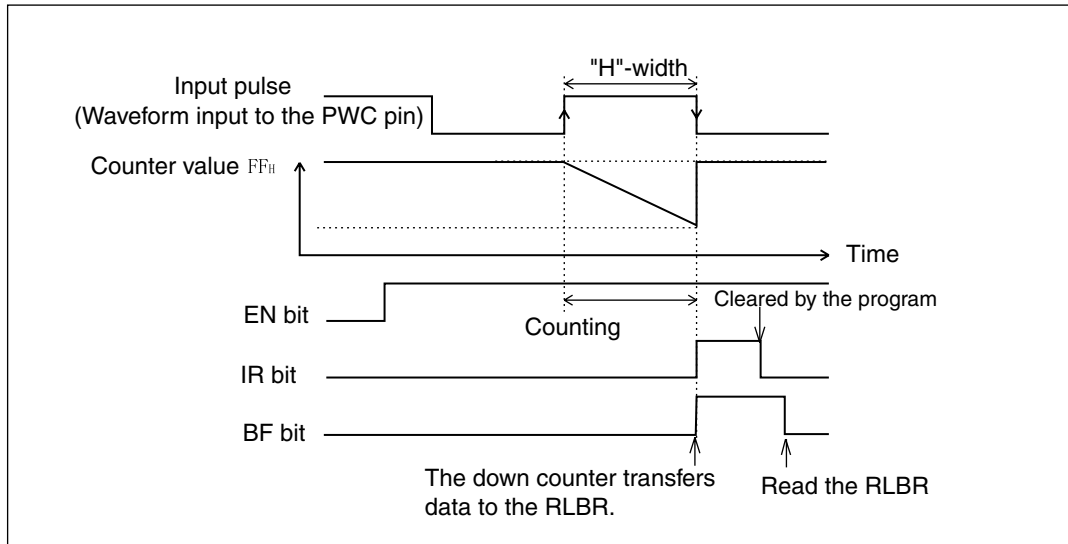 "H"-width
Input pulse
(Waveform input to the PWC pin)
Counter value FFH
Time
Cleared by the program
EN bit
Counting
IR bit
BF bit
The down counter transfers
data to the RLBR.
Read the RLBR